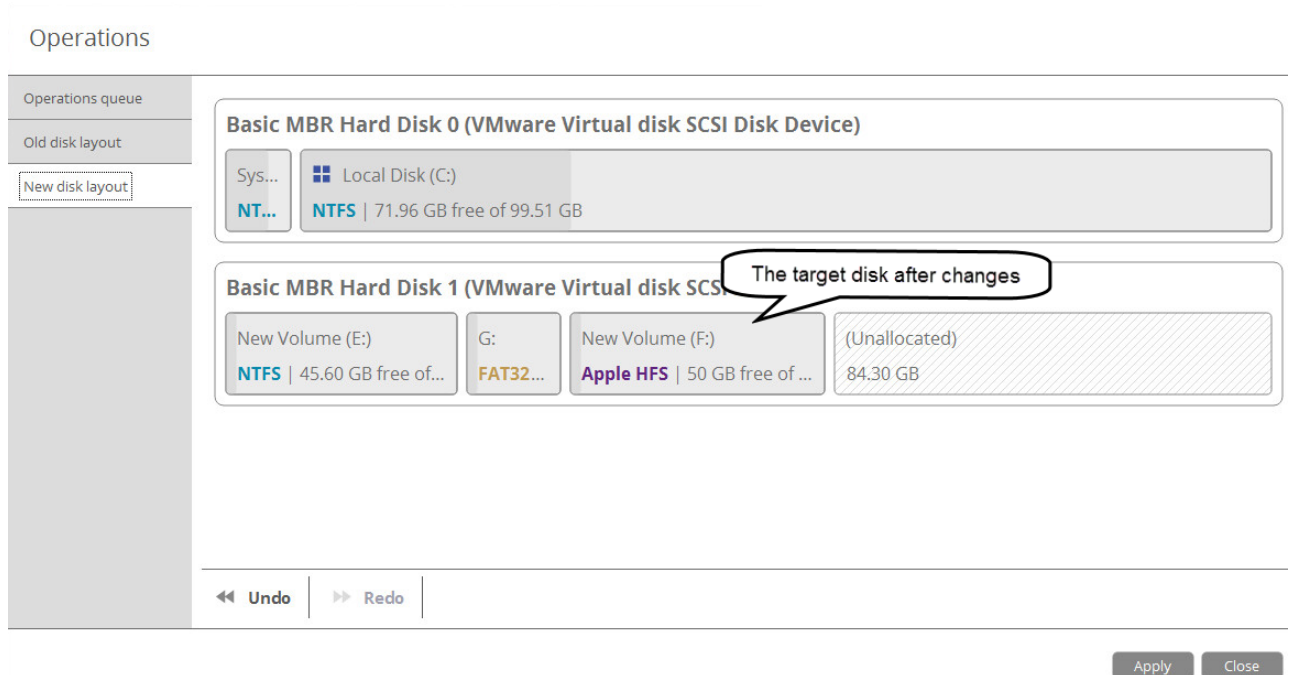 Operations
Operations queue
Old disk layout
New disk layout
Basic MBR Hard Disk 0 (VMware Virtual disk SCSI Disk Device)
Sys...
NT...
Local Disk (C:)
NTFS | 71.96 GB free of 99.51 GB
The target disk after changes
Basic MBR Hard Disk 1 (VMware Virtual disk SCSI
New Volume (E:)
NTFS | 45.60 GB free of...
G:
FAT32...
New Volume (F:)
Apple HFS | 50 GB free of ...
(Unallocated)
84.30 GB
Undo
Redo
Apply
Close